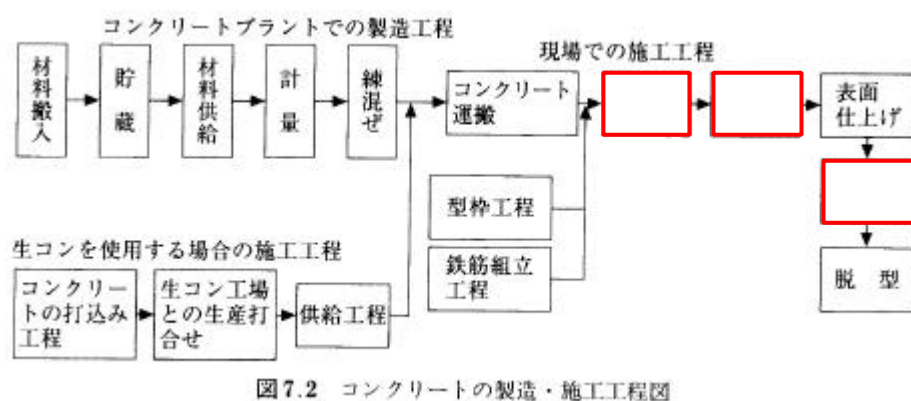 コンクリートプラントでの製造工程
材料搬入
貯蔵
材料供給
計量
練混ぜ
現場での施工工程
コンクリート
運搬
表面
仕上げ
型枠工程
鉄筋組立
工程
脱型
生コンを使用する場合の施工工程
コンクリー
トの打込み
工程
生コン工場
との生産打
合せ
供給工程
図7.2 コンクリートの製造・施工工程図